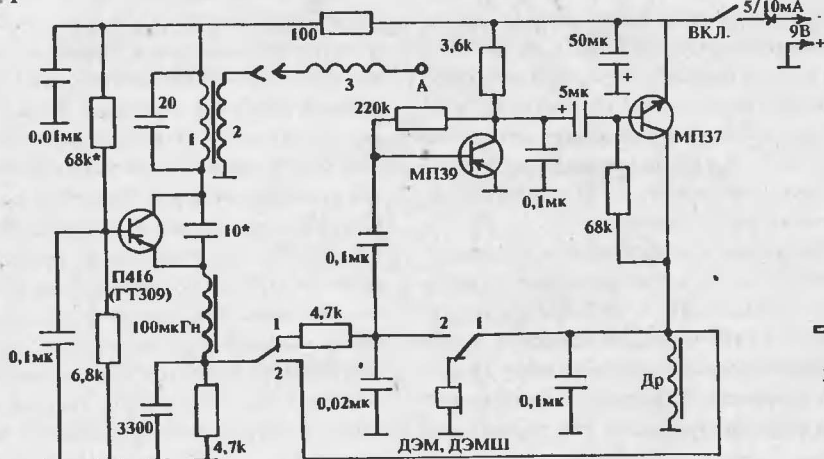 5/10мА
100
ВКЛ.
9В
+
3,6k
50мк
+
20
3
А
5мк
+
220k
МП37
0,01мк
68k*
1
2
МП39
0,1мк
68k
10*
П416
(ГТ309)
0,1мк
100мкГн
4,7k
1
2
2
1
0,1мк
6,8k
0,02мк
0,1мк
Др
3300
4,7k
ДЭМ, ДЭМШ